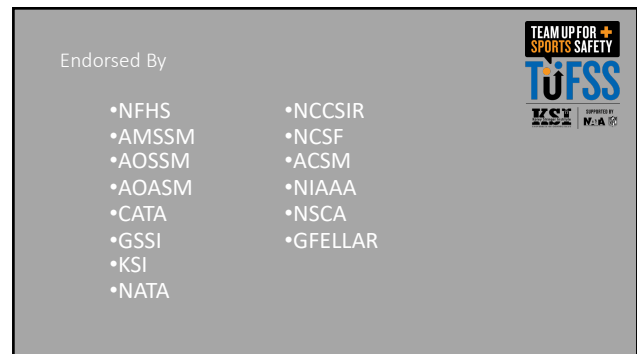 Endorsed By
•NFHS
•AMSSM
•AOSSM
•AOASM
•CATA
•GSSI
•KSI
•NATA
•NCCSIR
•NCSF
•ACSM
•NIAAA
•NSCA
•GFELLAR
TEAM UP FOR +
SPORTS SAFETY
TUFSS
KSI
SUPPORTED BY